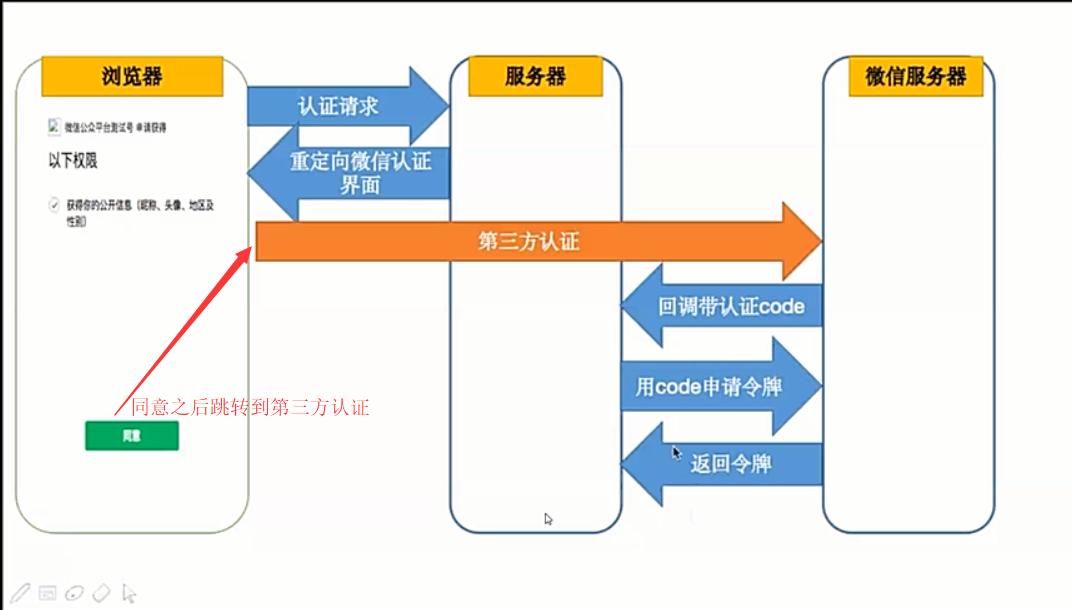 浏览器
服务器
微信服务器
认证请求
微信公众平台测试号 申请获得
以下权限
重定向微信认证
界面
获得你的公开信息（昵称、头像、地区及
性别）
第三方认证
回调带认证code
用code申请令牌
同意之后跳转到第三方认证
同意
返回令牌